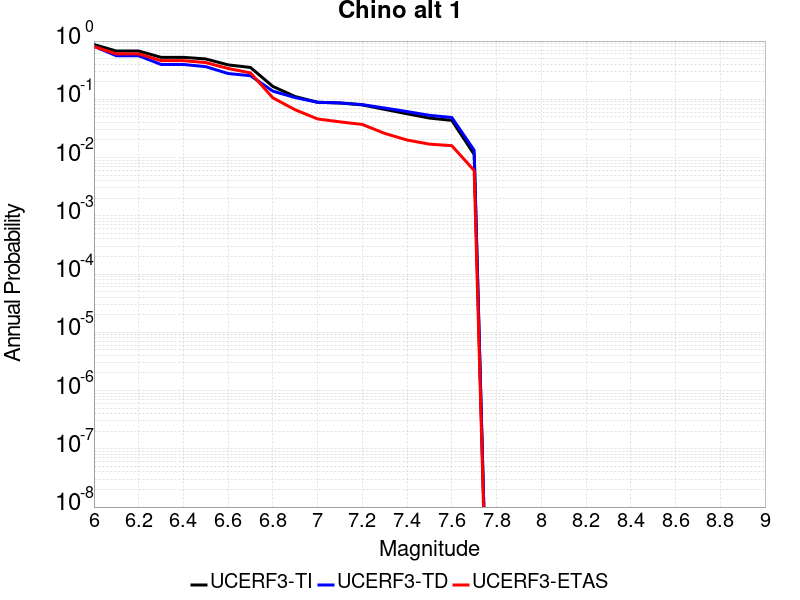 Chino alt 1
Annual Probability
10^0
10^-1
10^-2
10^-3
10^-4
10^-5
10^-6
10^-7
10^-8
6 6.2 6.4 6.6 6.8 7 7.2 7.4 7.6 7.8 8 8.2 8.4 8.6 8.8 9
Magnitude
UCERF3-TI UCERF3-TD UCERF3-ETAS